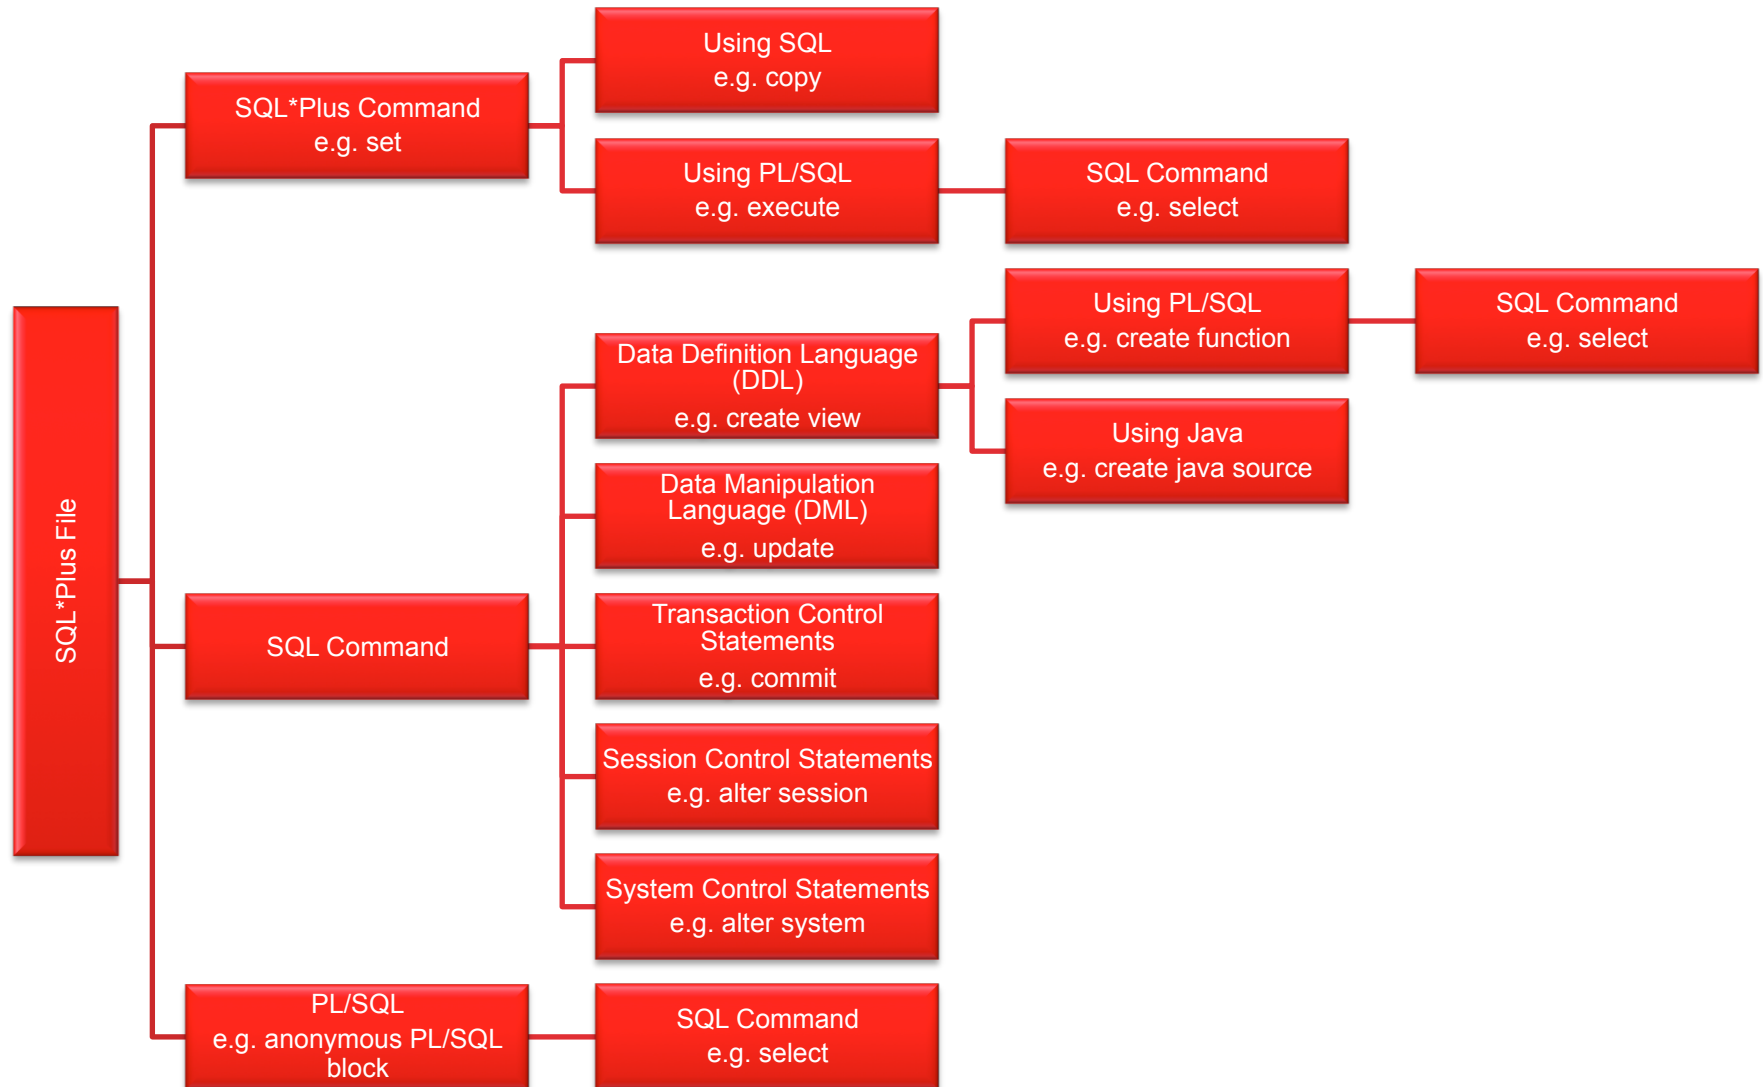 SQL*Plus File
SQL*Plus Command
e.g. set
Using SQL
e.g. copy
Using PL/SQL
e.g. execute
SQL Command
e.g. select
SQL Command
Data Definition Language
(DDL)
e.g. create view
Using PL/SQL
e.g. create function
SQL Command
e.g. select
Using Java
e.g. create java source
Data Manipulation
Language (DML)
e.g. update
Transaction Control
Statements
e.g. commit
Session Control Statements
e.g. alter session
System Control Statements
e.g. alter system
PL/SQL
e.g. anonymous PL/SQL
block
SQL Command
e.g. select